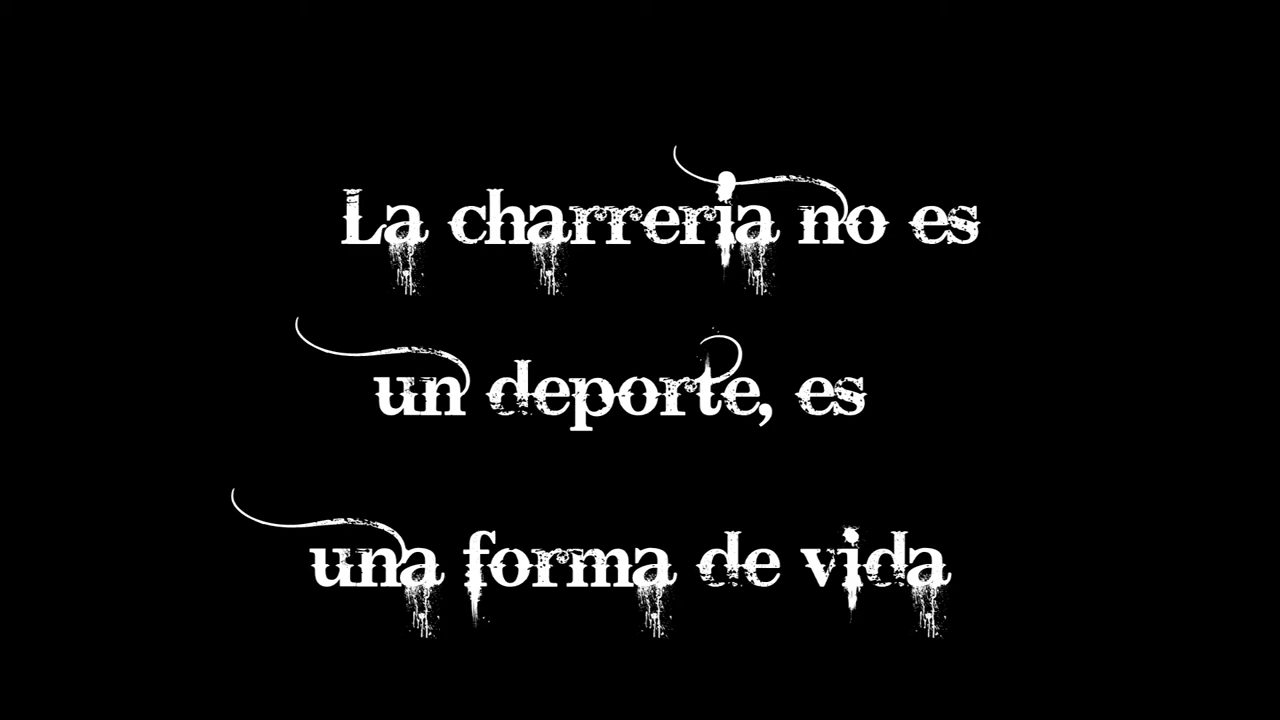 La charreria no es
un deporte, es
una forma de vida